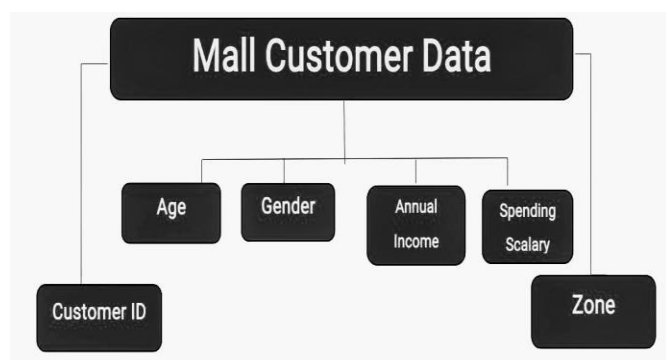 Mall Customer Data
Age
Gender
Annual
Income
Spending
Scalary
Customer ID
Zone